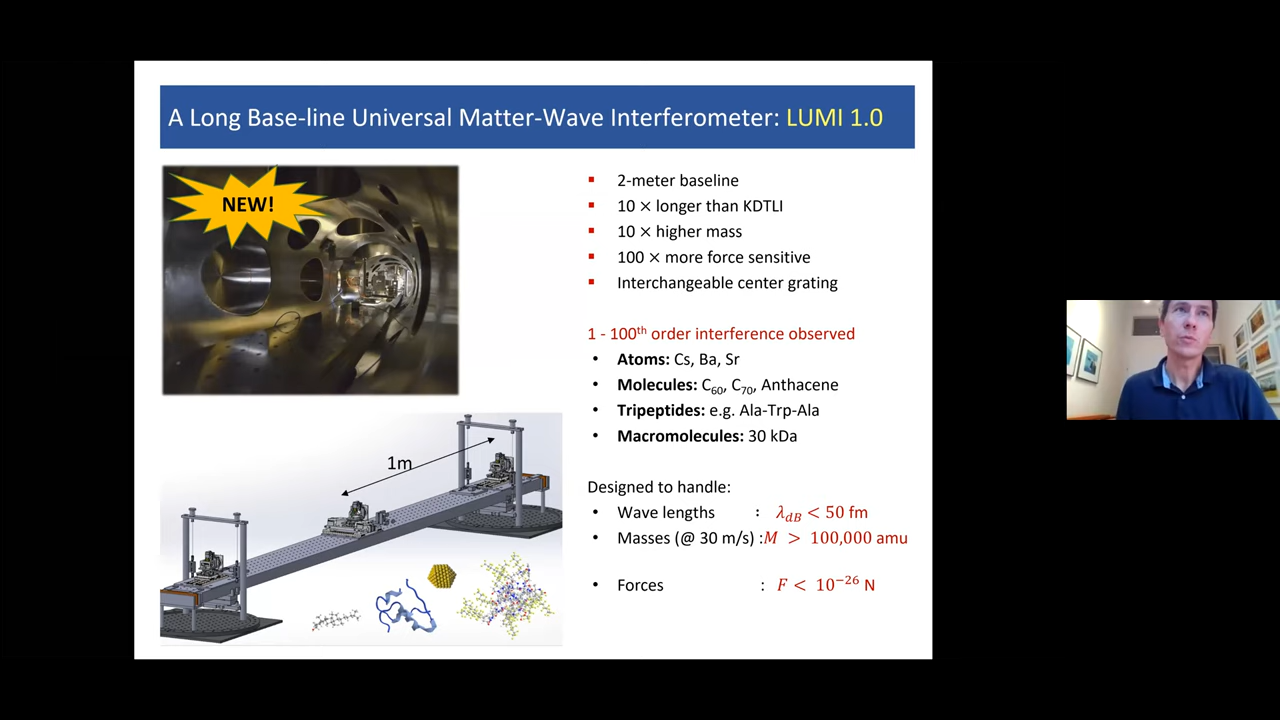 A Long Base-line Universal Matter-Wave Interferometer: LUMI 1.0
NEW!
▪ 2-meter baseline
▪ 10 × longer than KDTLI
▪ 10 × higher mass
▪ 100 × more force sensitive
▪ Interchangeable center grating
1 - 100th order interference observed
• Atoms: Cs, Ba, Sr
• Molecules: C60, C70, Anthacene
• Tripeptides: e.g. Ala-Trp-Ala
• Macromolecules: 30 kDa
1m
Designed to handle:
• Wave lengths : λdB < 50 fm
• Masses (@ 30 m/s) :M > 100,000 amu
• Forces : F < 10⁻²⁶ N